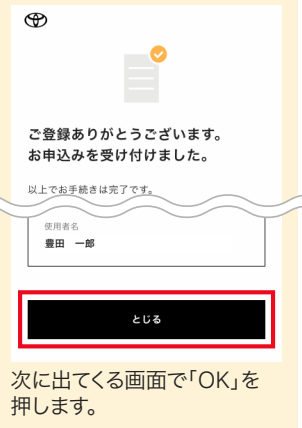 ご登録ありがとうございます。
お申込みを受け付けました。
以上でお手続きは完了です。
使用者名
豊田　一郎
とじる
次に出てくる画面で「OK」を
押します。